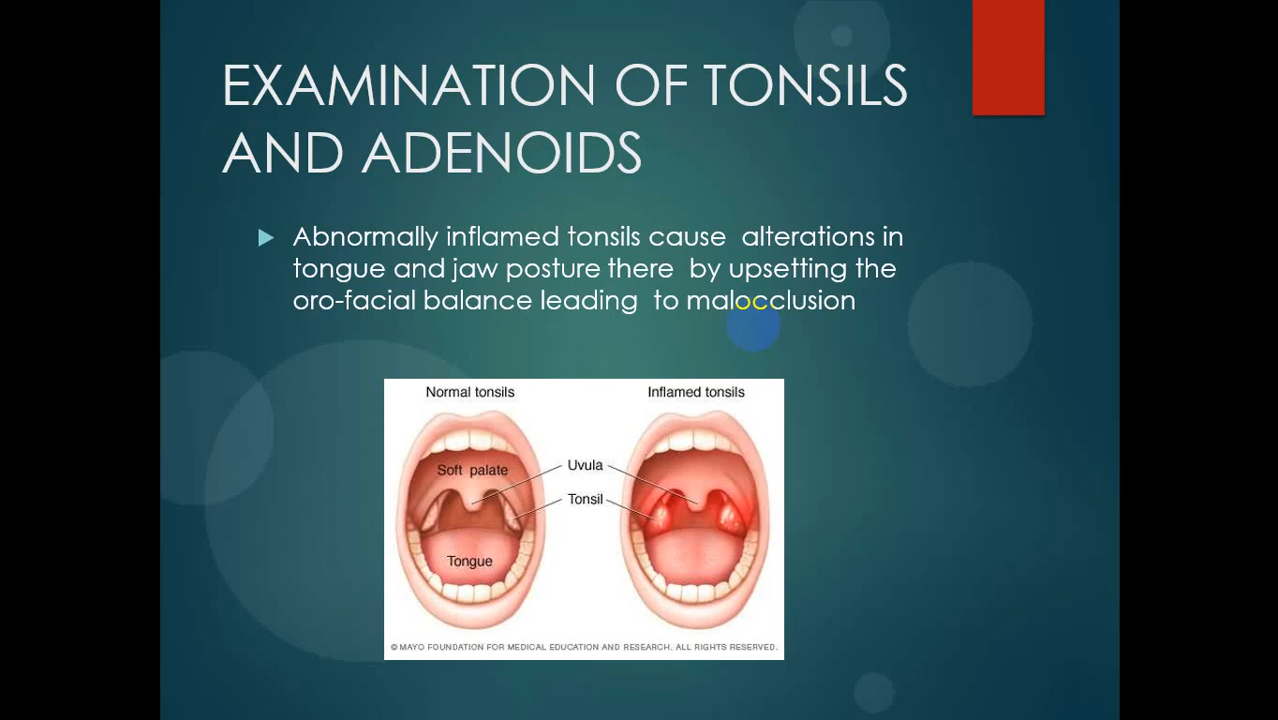 EXAMINATION OF TONSILS
AND ADENOIDS
Abnormally inflamed tonsils cause alterations in
tongue and jaw posture there by upsetting the
oro-facial balance leading to malocclusion
Normal tonsils
Inflamed tonsils
Soft palate
Uvula
Tonsil
Tongue
© MAYO FOUNDATION FOR MEDICAL EDUCATION AND RESEARCH. ALL RIGHTS RESERVED.